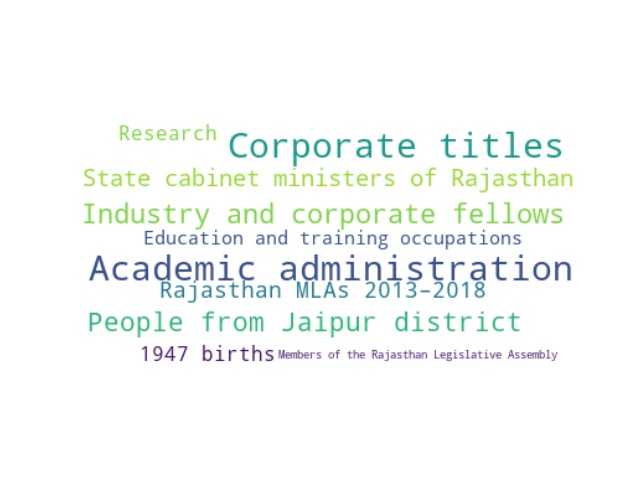 Research
Corporate titles
State cabinet ministers of Rajasthan
Industry and corporate fellows
Education and training occupations
Academic administration
Rajasthan MLAs 2013–2018
People from Jaipur district
1947 births
Members of the Rajasthan Legislative Assembly